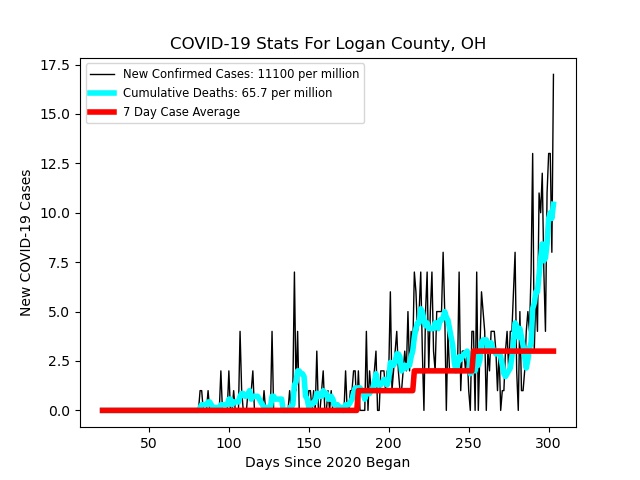 COVID-19 Stats For Logan County, OH
New Confirmed Cases: 11100 per million
Cumulative Deaths: 65.7 per million
7 Day Case Average
17.5
15.0
12.5
10.0
7.5
5.0
2.5
0.0
New COVID-19 Cases
50 100 150 200 250 300
Days Since 2020 Began